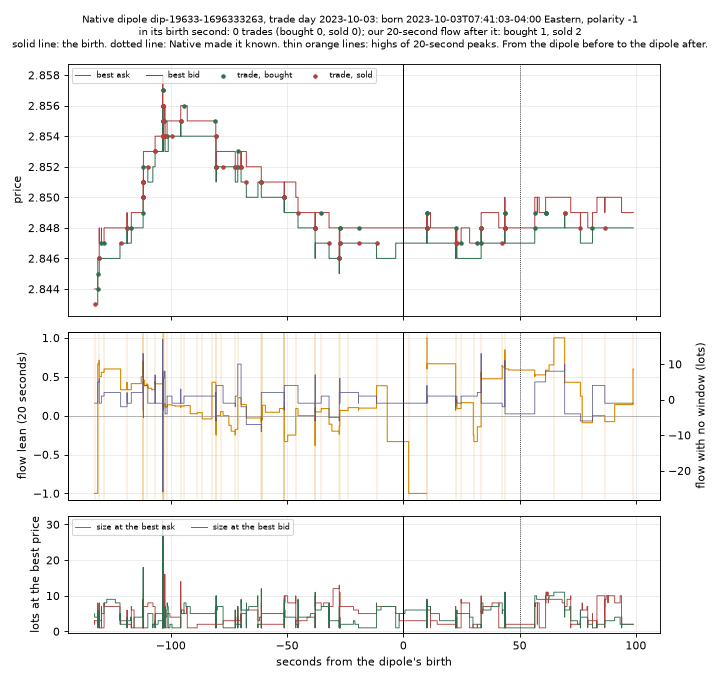 Native dipole dip-19633-1696333263, trade day 2023-10-03: born 2023-10-03T07:41:03-04:00 Eastern, polarity -1
in its birth second: 0 trades (bought 0, sold 0); our 20-second flow after it: bought 1, sold 2
solid line: the birth. dotted line: Native made it known. thin orange lines: highs of 20-second peaks. From the dipole before to the dipole after.
best ask best bid trade, bought trade, sold
2.858
2.856
2.854
2.852
2.850
2.848
2.846
2.844
price
1.0
0.5
0.0
−0.5
−1.0
flow lean (20 seconds)
10
0
−10
−20
flow with no window (lots)
size at the best ask size at the best bid
30
20
10
0
lots at the best price
−100 −50 0 50 100
seconds from the dipole's birth